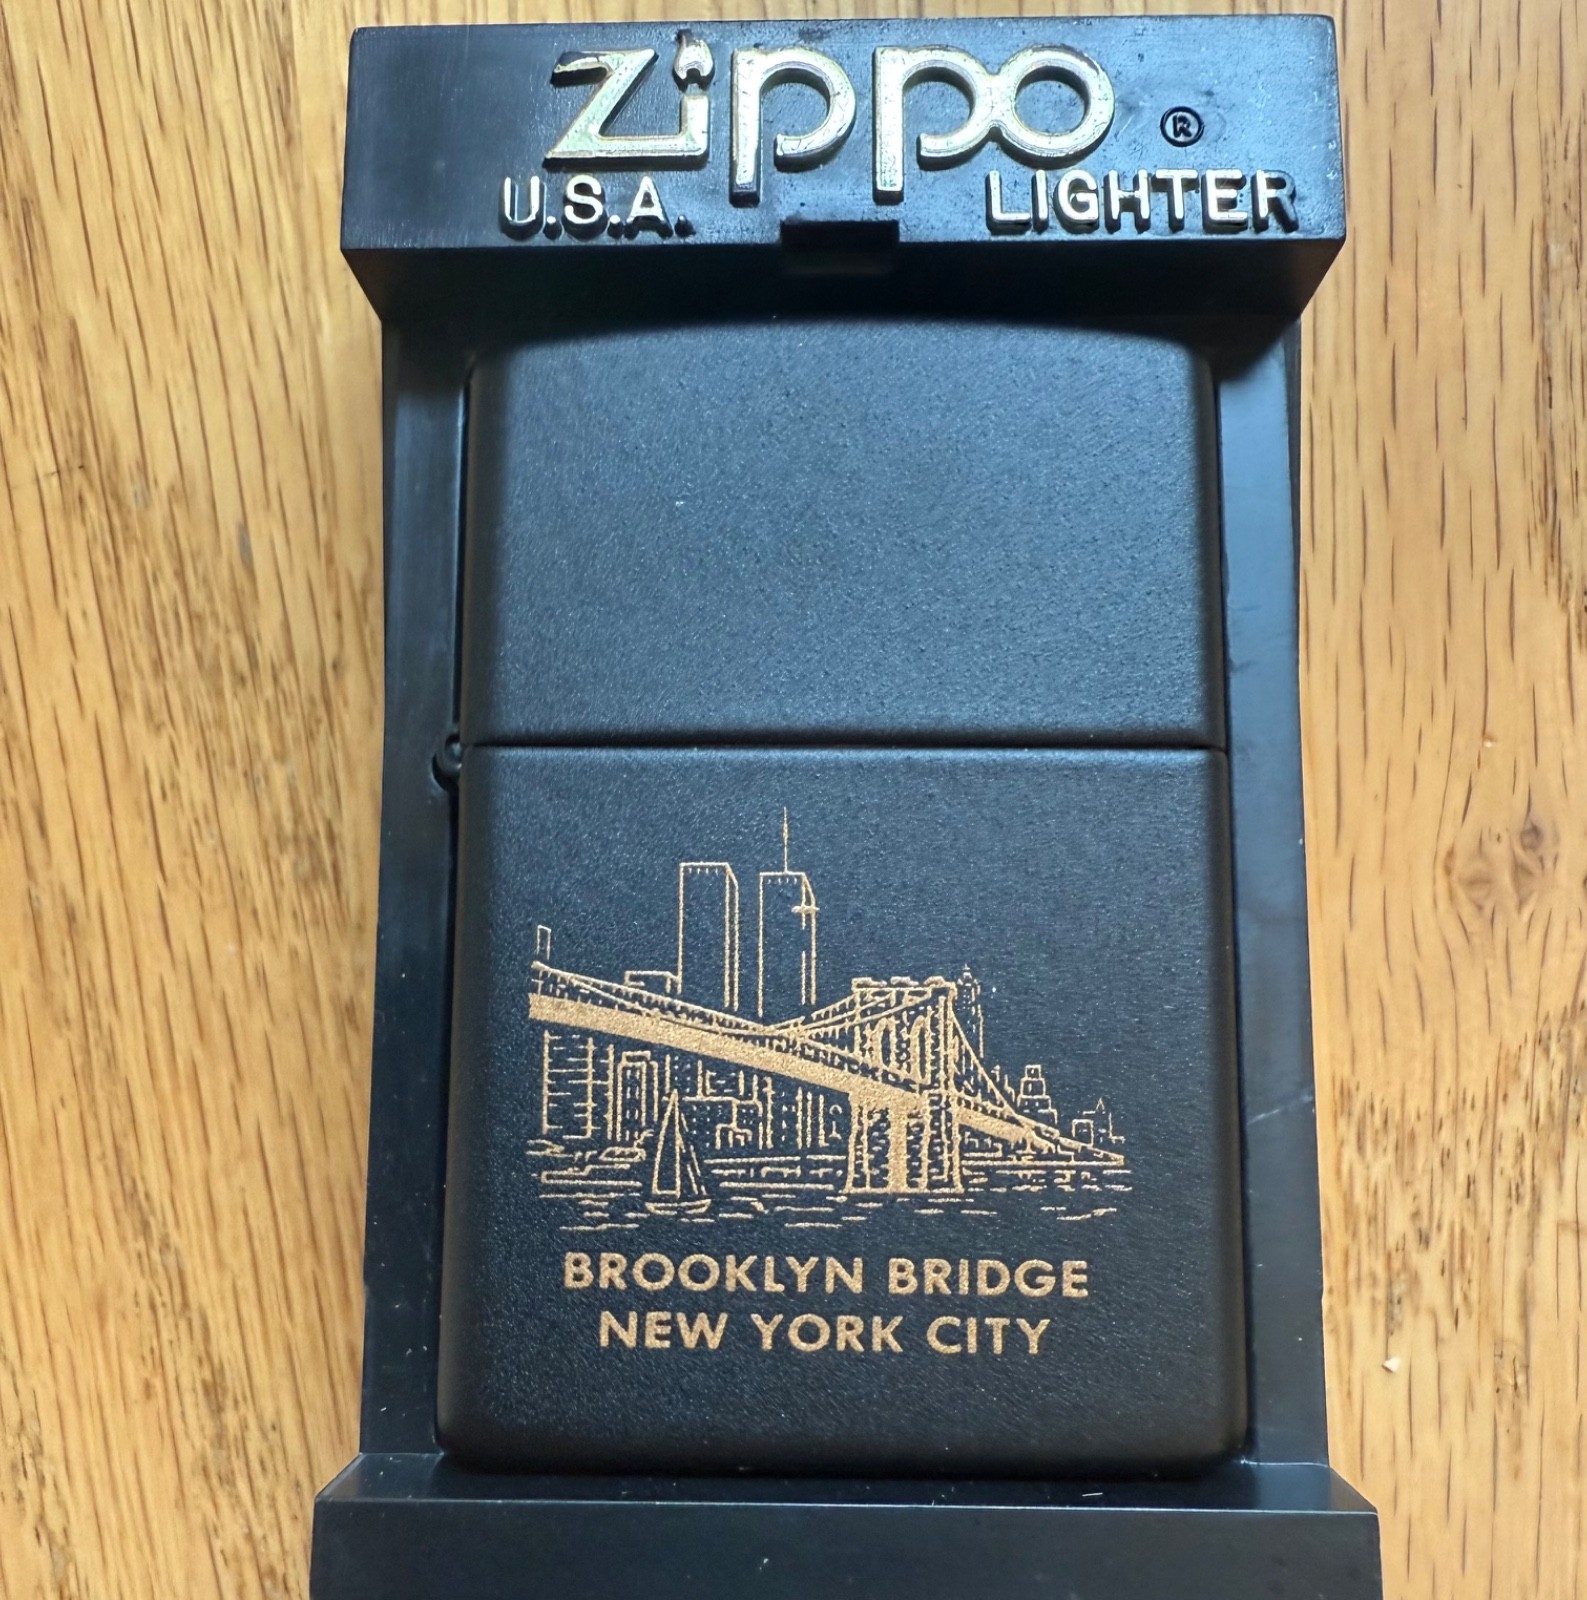 zippo ®
U.S.A. LIGHTER
BROOKLYN BRIDGE
NEW YORK CITY